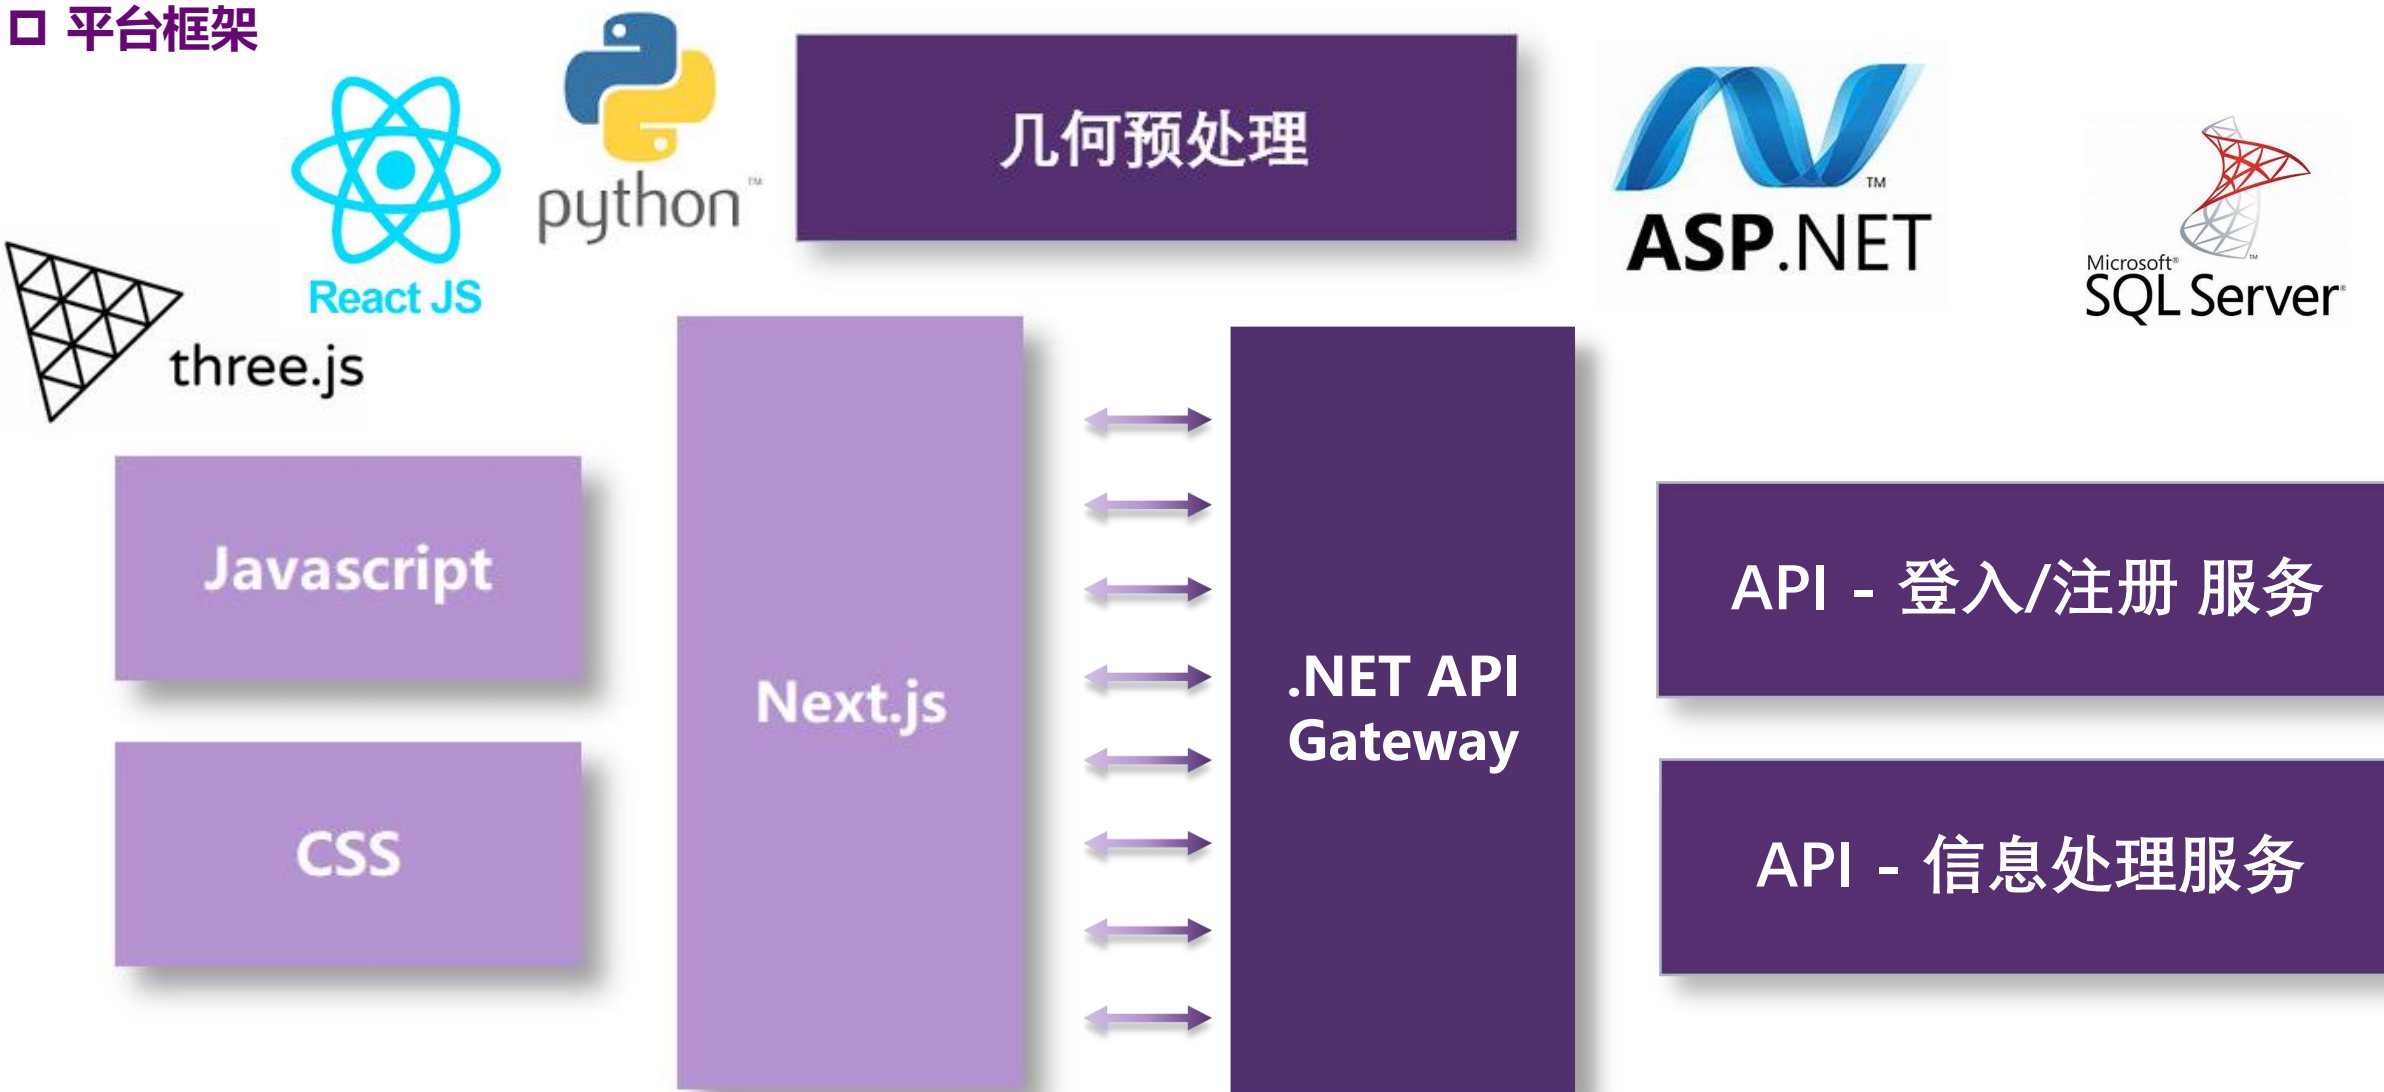 平台框架
python™
几何预处理
™
ASP.NET
Microsoft®
SQL Server®
React JS
three.js
Javascript
CSS
Next.js
.NET API
Gateway
API - 登入/注册 服务
API - 信息处理服务